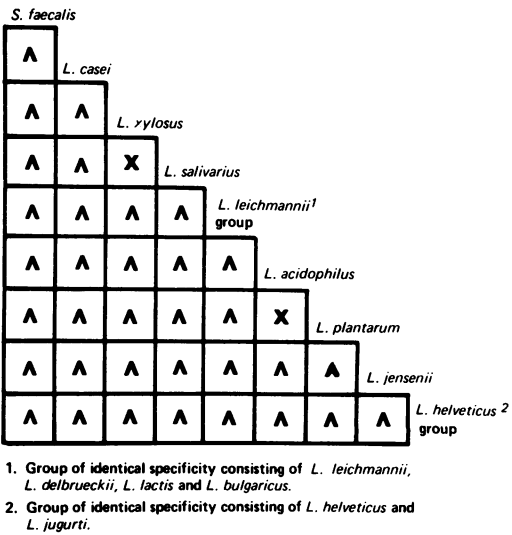 S. faecalis
Λ
L. casei
Λ Λ
L. xylosus
Λ Λ X
L. salivarius
Λ Λ Λ Λ
L. leichmannii1
group
Λ Λ Λ Λ Λ
L. acidophilus
Λ Λ Λ Λ Λ X
L. plantarum
Λ Λ Λ Λ Λ Λ Λ
L. jensenii
Λ Λ Λ Λ Λ Λ Λ Λ
L. helveticus 2
group
1. Group of identical specificity consisting of L. leichmannii,
L. delbrueckii, L. lactis and L. bulgaricus.
2. Group of identical specificity consisting of L. helveticus and
L. jugurti.